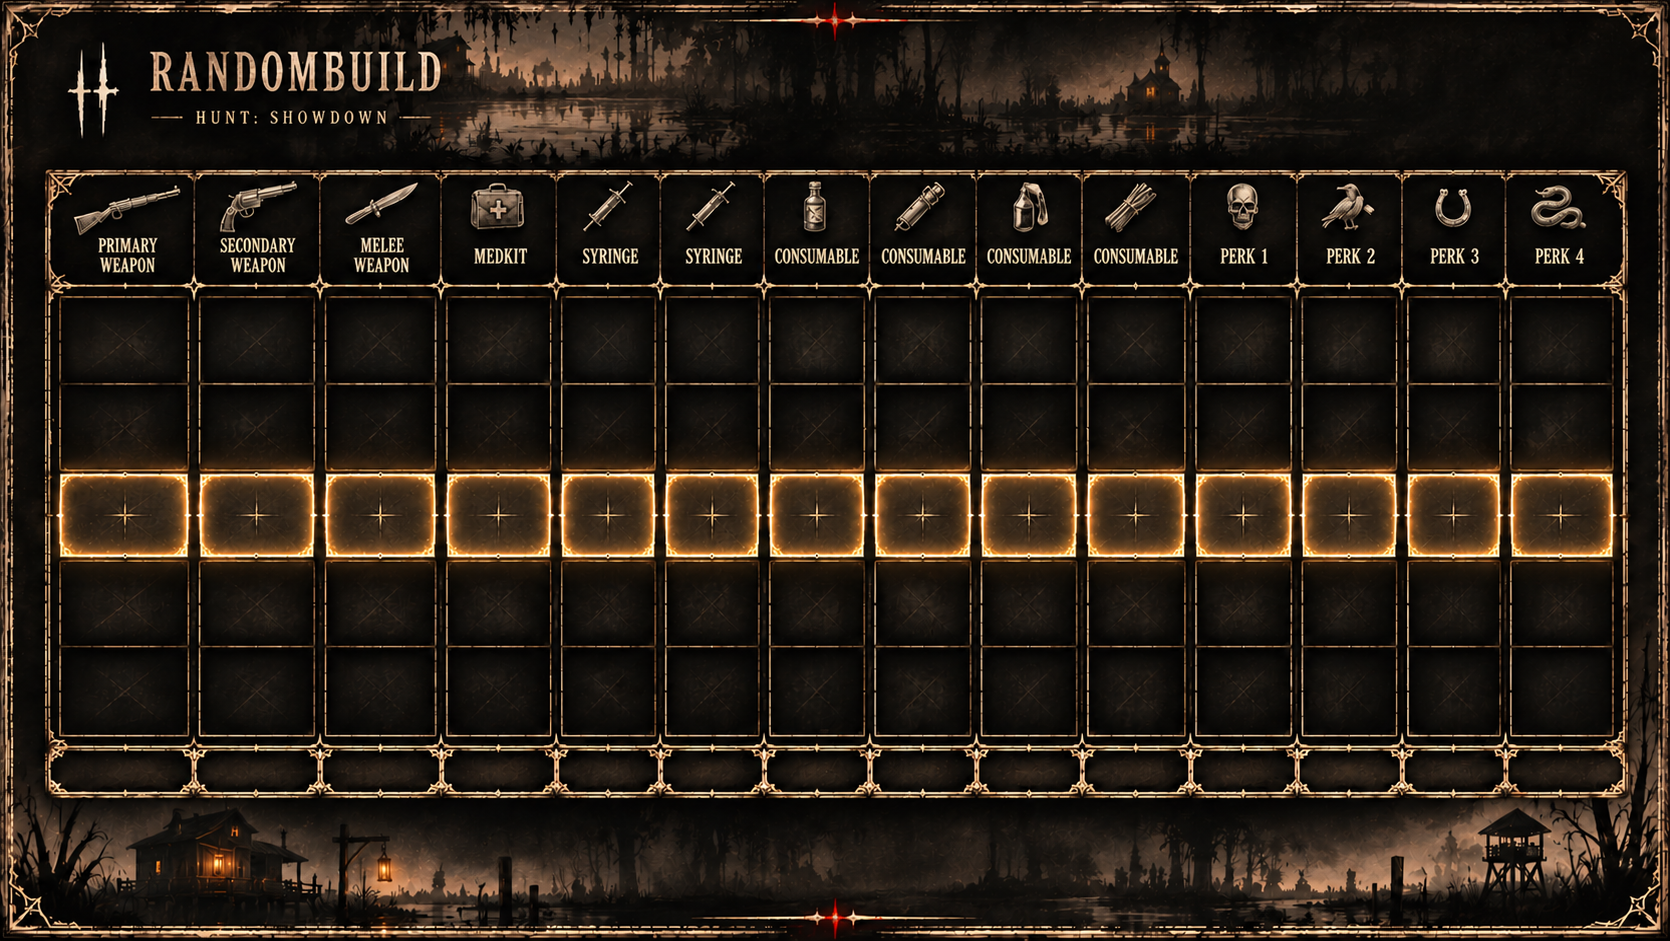 RANDOMBUILD
HUNT: SHOWDOWN
PRIMARY
WEAPON
SECONDARY
WEAPON
MELEE
WEAPON
MEDKIT
SYRINGE
SYRINGE
CONSUMABLE
CONSUMABLE
CONSUMABLE
CONSUMABLE
PERK 1
PERK 2
PERK 3
PERK 4